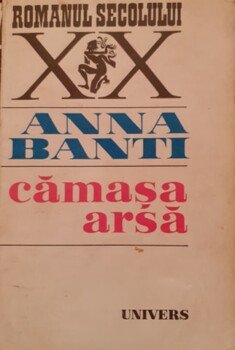 ROMANUL SECOLULUI
XX
ANNA
BANTI
cămașa
arsă
UNIVERS